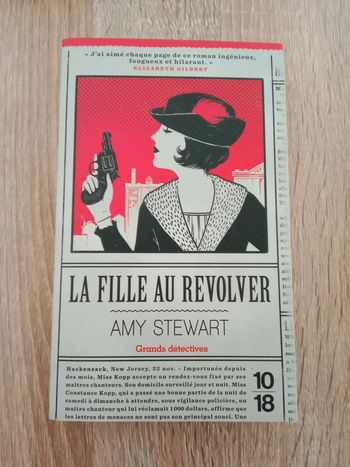 « J'ai aimé chaque page de ce roman ingénieux,
fougueux et hilarant. »
ELIZABETH GILBERT
LA FILLE AU REVOLVER
AMY STEWART
Grands détectives
Hackensack, New Jersey, 22 nov. – Importunée depuis
des mois, Miss Kopp accepte un rendez-vous fixé par ses
maîtres chanteurs. Son domicile surveillé jour et nuit, Miss
Constance Kopp, qui a passé une bonne partie de la nuit de
samedi à dimanche à attendre, sous vigilance policière, un
maître chanteur qui lui réclamait 1000 dollars, affirme que
les lettres de menaces ne sont pas son principal souci. Une
10
18